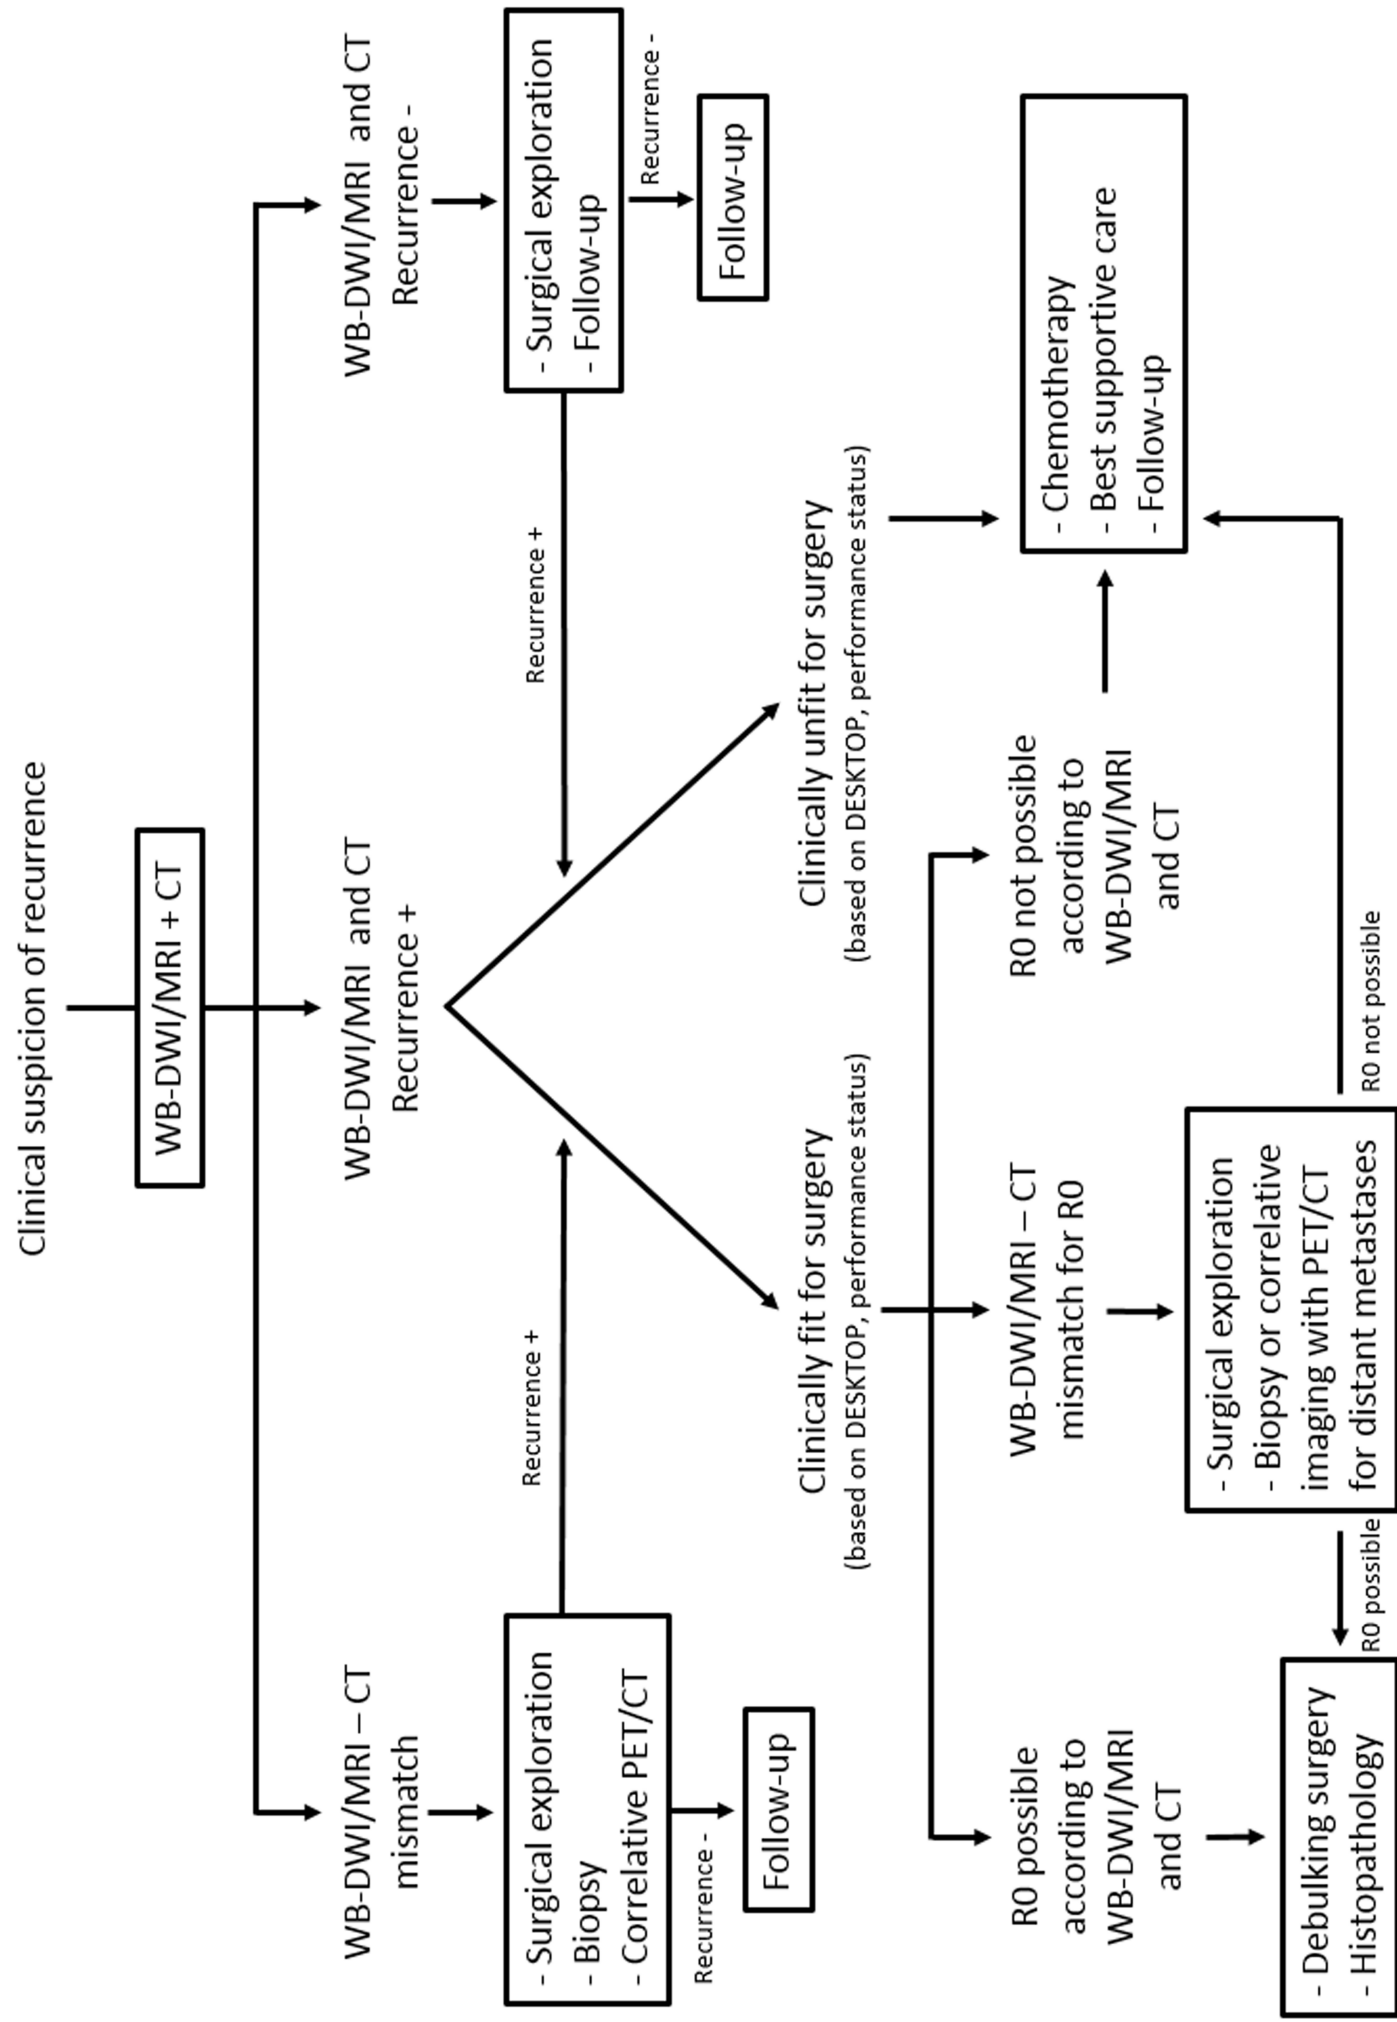 Clinical suspicion of recurrence
WB-DWI/MRI + CT
WB-DWI/MRI – CT
mismatch
WB-DWI/MRI and CT
Recurrence +
WB-DWI/MRI and CT
Recurrence -
- Surgical exploration
- Biopsy
- Correlative PET/CT
Recurrence +
Recurrence +
- Surgical exploration
- Follow-up
Recurrence -
Follow-up
Recurrence -
Follow-up
Clinically fit for surgery
(based on DESKTOP, performance status)
Clinically unfit for surgery
(based on DESKTOP, performance status)
R0 possible
according to
WB-DWI/MRI
and CT
WB-DWI/MRI – CT
mismatch for R0
R0 not possible
according to
WB-DWI/MRI
and CT
- Chemotherapy
- Best supportive care
- Follow-up
- Debulking surgery
- Histopathology
R0 possible
- Surgical exploration
- Biopsy or correlative
imaging with PET/CT
for distant metastases
R0 not possible